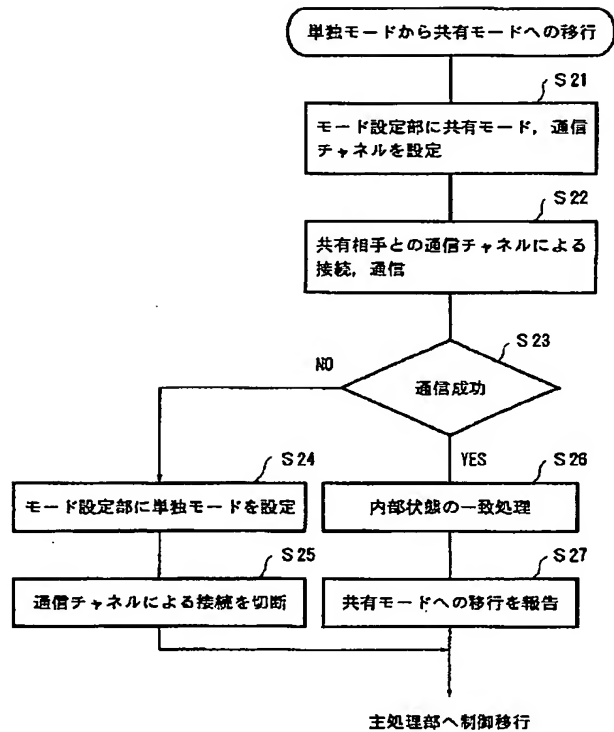 単独モードから共有モードへの移行
S21
モード設定部に共有モード,通信
チャネルを設定
S22
共有相手との通信チャネルによる
接続,通信
S23
通信成功
NO
YES
S24
モード設定部に単独モードを設定
S26
内部状態の一致処理
S25
通信チャネルによる接続を切断
S27
共有モードへの移行を報告
主処理部へ制御移行